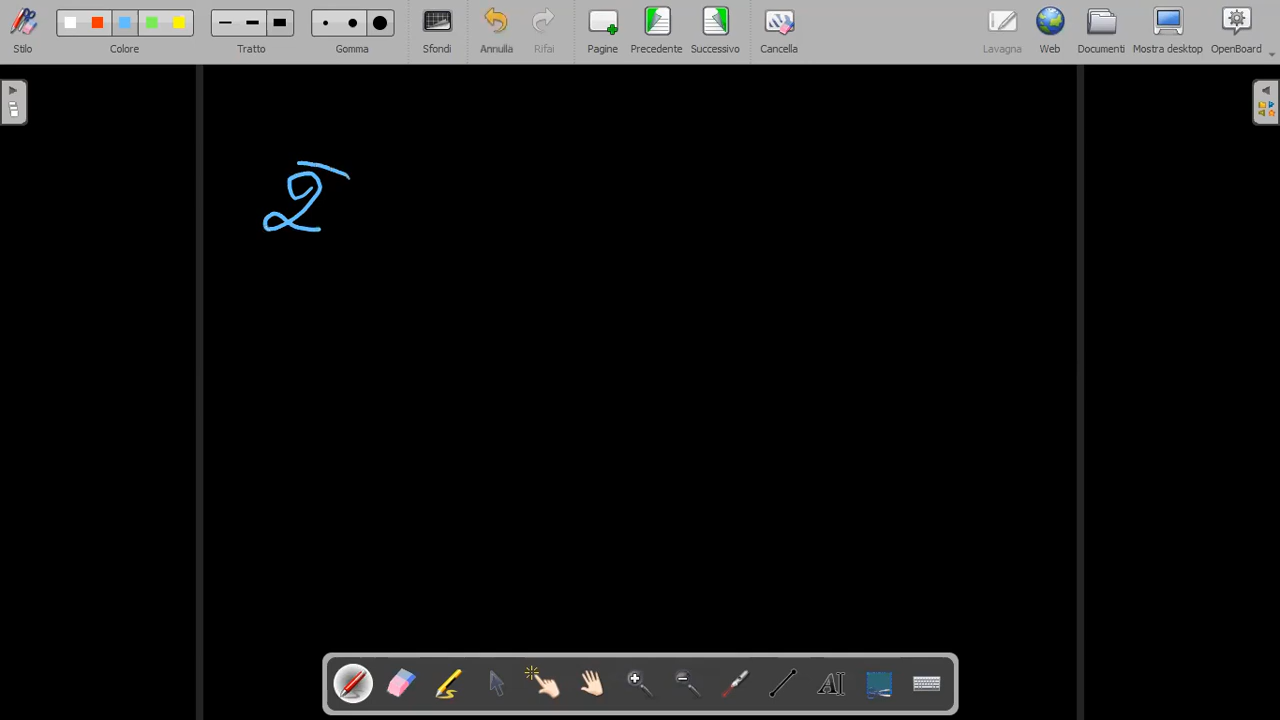 Stilo Colore Tratto Gomma Sfondi Annulla Rifai Pagine Precedente Successivo Cancella Lavagna Web Documenti Mostra desktop OpenBoard
2